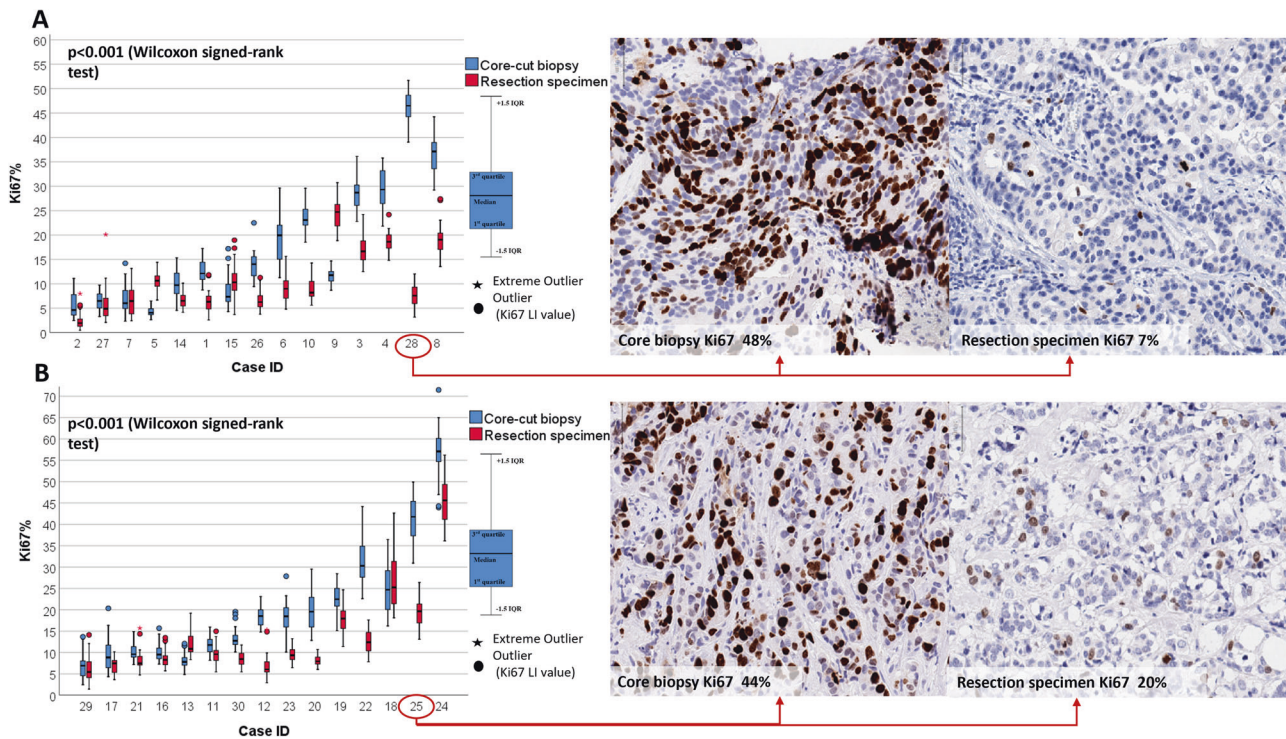 A
p<0.001 (Wilcoxon signed-rank
test)
Core-cut biopsy
Resection specimen
+1.5 IQR
3rd quartile
Median
1st quartile
-1.5 IQR
Extreme Outlier
Outlier
(Ki67 LI value)
Ki67%
60
55
50
45
40
35
30
25
20
15
10
5
0
2 27 7 5 14 1 15 26 6 10 9 3 4 28 8
Case ID
Core biopsy Ki67 48%
Resection specimen Ki67 7%
B
p<0.001 (Wilcoxon signed-rank
test)
Core-cut biopsy
Resection specimen
+1.5 IQR
3rd quartile
Median
1st quartile
-1.5 IQR
Extreme Outlier
Outlier
(Ki67 LI value)
Ki67%
70
65
60
55
50
45
40
35
30
25
20
15
10
5
0
29 17 21 16 13 11 30 12 23 20 19 22 18 25 24
Case ID
Core biopsy Ki67 44%
Resection specimen Ki67 20%